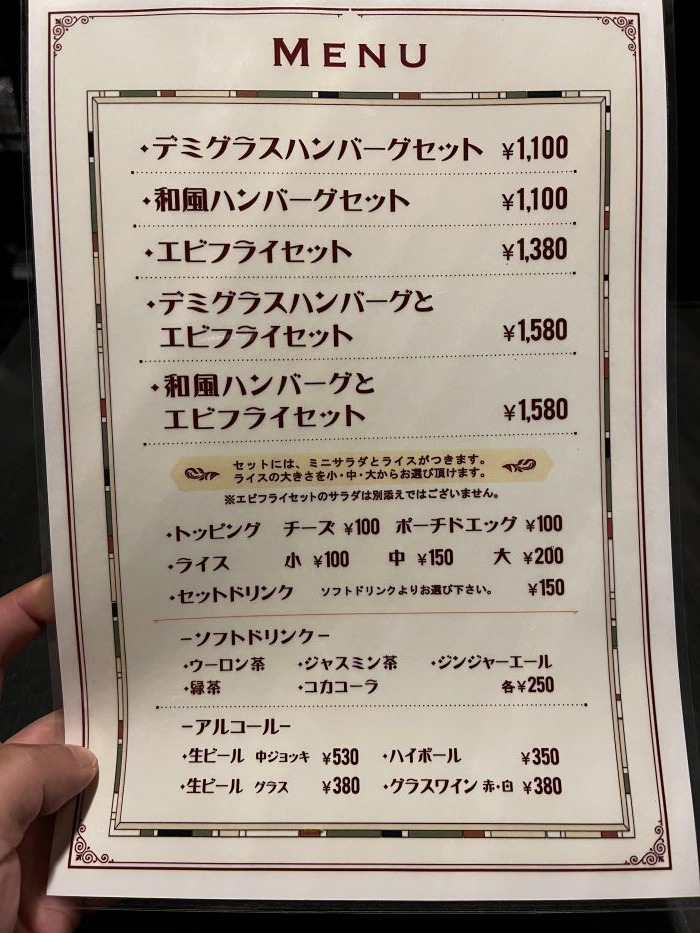 MENU
・デミグラスハンバーグセット ¥1,100
・和風ハンバーグセット ¥1,100
・エビフライセット ¥1,380
・デミグラスハンバーグと
エビフライセット ¥1,580
・和風ハンバーグと
エビフライセット ¥1,580
セットには、ミニサラダとライスがつきます。
ライスの大きさを小・中・大からお選び頂けます。
※エビフライセットのサラダは別添えではございません。
・トッピング チーズ ¥100 ポーチドエッグ ¥100
・ライス 小 ¥100 中 ¥150 大 ¥200
・セットドリンク ソフトドリンクよりお選び下さい。 ¥150
−ソフトドリンク−
・ウーロン茶 ・ジャスミン茶 ・ジンジャーエール
・緑茶 ・コカコーラ 各¥250
−アルコール−
・生ビール 中ジョッキ ¥530 ・ハイボール ¥350
・生ビール グラス ¥380 ・グラスワイン 赤・白 ¥380